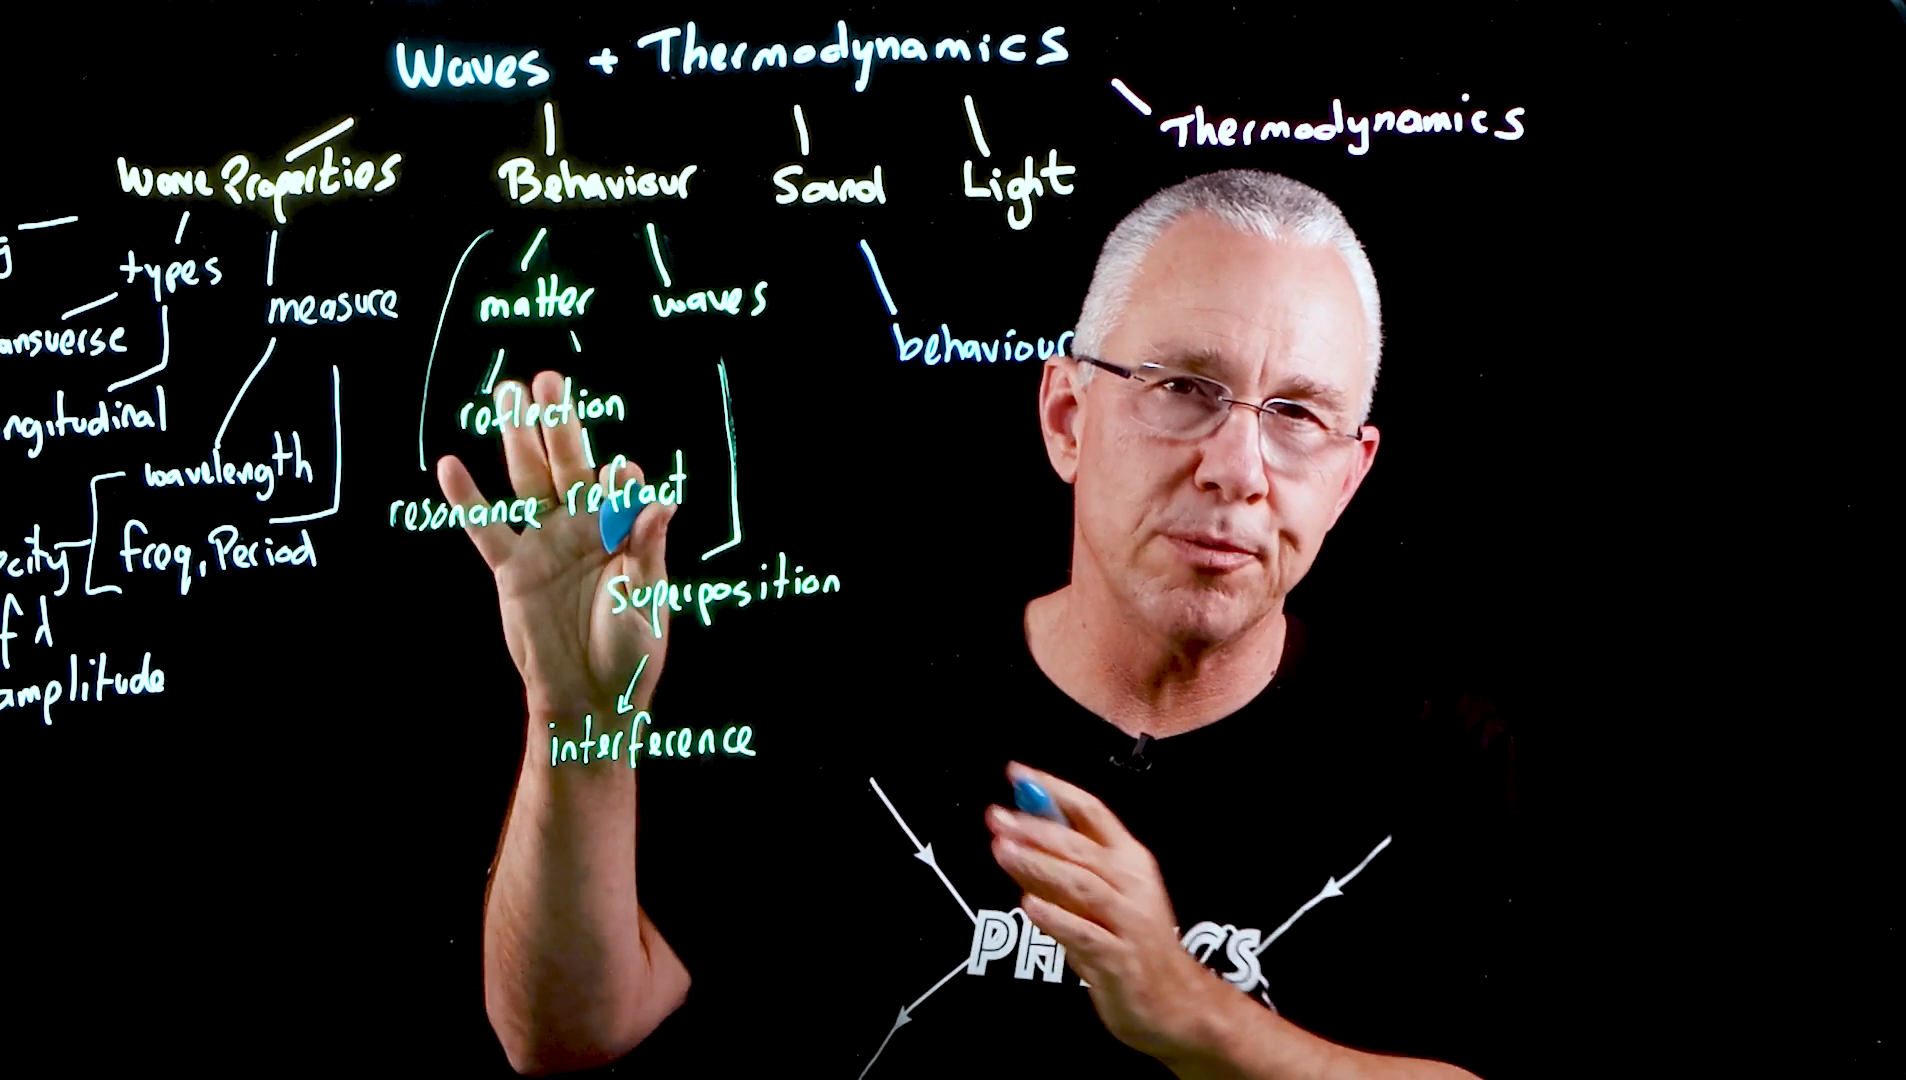 Waves + Thermodynamics
Thermodynamics
Wave Properties
Behaviour
Sound
Light
types
measure
matter
waves
behaviour
ansverse
ngitudinal
reflection
wavelength
resonance
refract
freq, Period
city
superposition
f λ
amplitude
interference